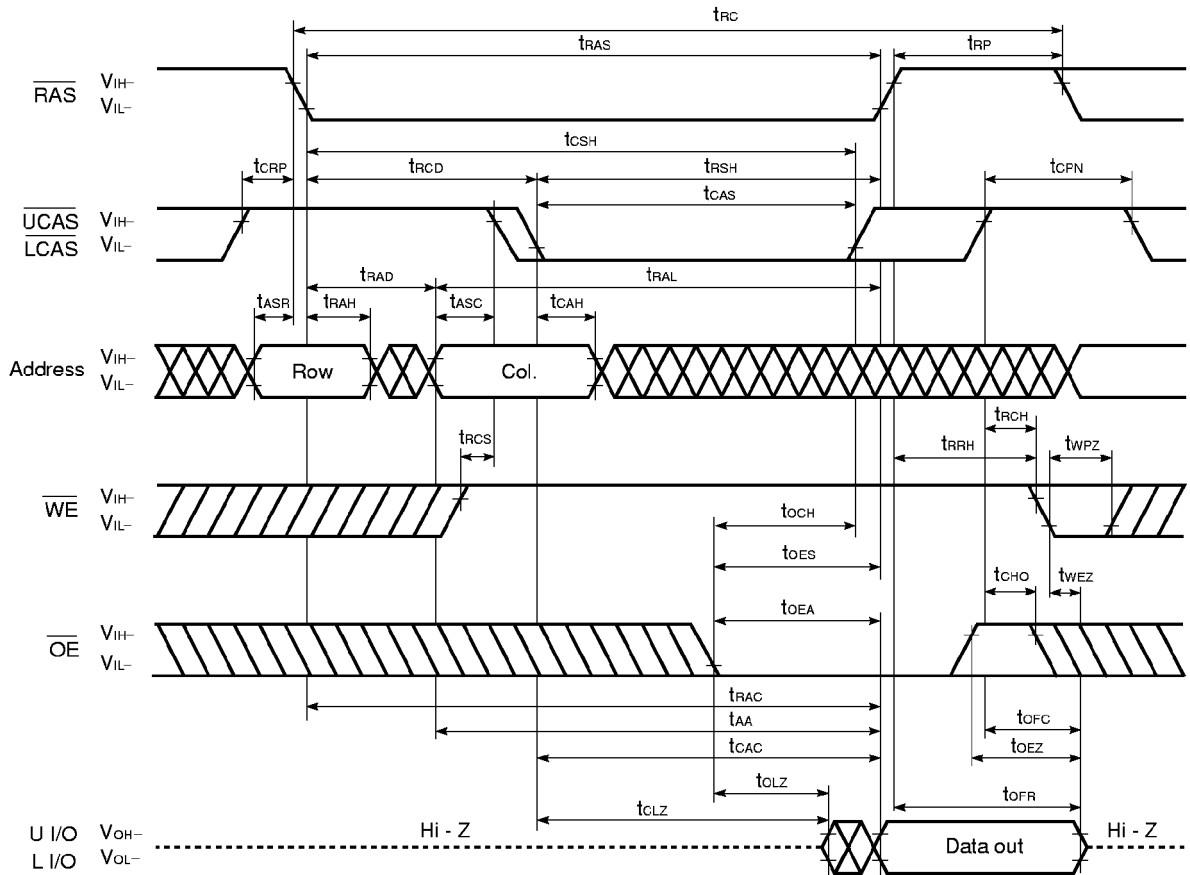 tRC
tRAS
tRP
RAS
VIH–
VIL–
tCSH
tCRP
tRCD
tRSH
tCPN
tCAS
UCAS
LCAS
VIH–
VIL–
tRAD
tRAL
tASR
tRAH
tASC
tCAH
Address
VIH–
VIL–
Row
Col.
tRCH
tRCS
tRRH
tWPZ
WE
VIH–
VIL–
tOCH
tOES
tCHO
tWEZ
tOEA
OE
VIH–
VIL–
tRAC
tAA
tOFC
tCAC
tOEZ
tOLZ
tOFR
tCLZ
U I/O
L I/O
VOH–
VOL–
Hi - Z
Data out
Hi - Z